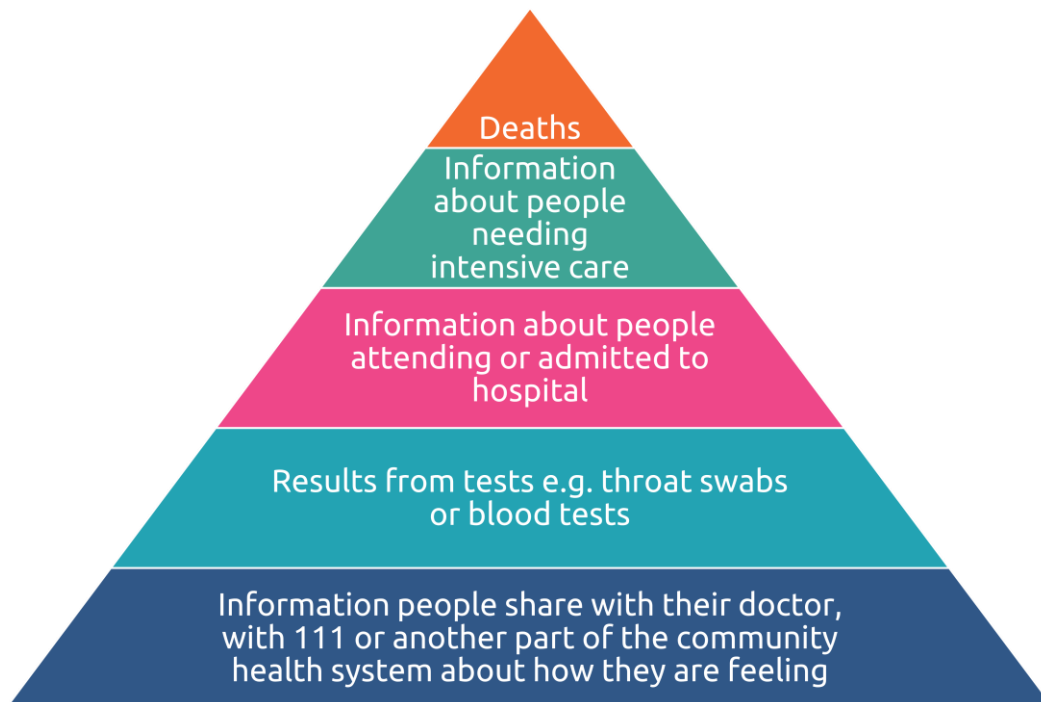 Deaths
Information
about people
needing
intensive care
Information about people
attending or admitted to
hospital
Results from tests e.g. throat swabs
or blood tests
Information people share with their doctor,
with 111 or another part of the community
health system about how they are feeling